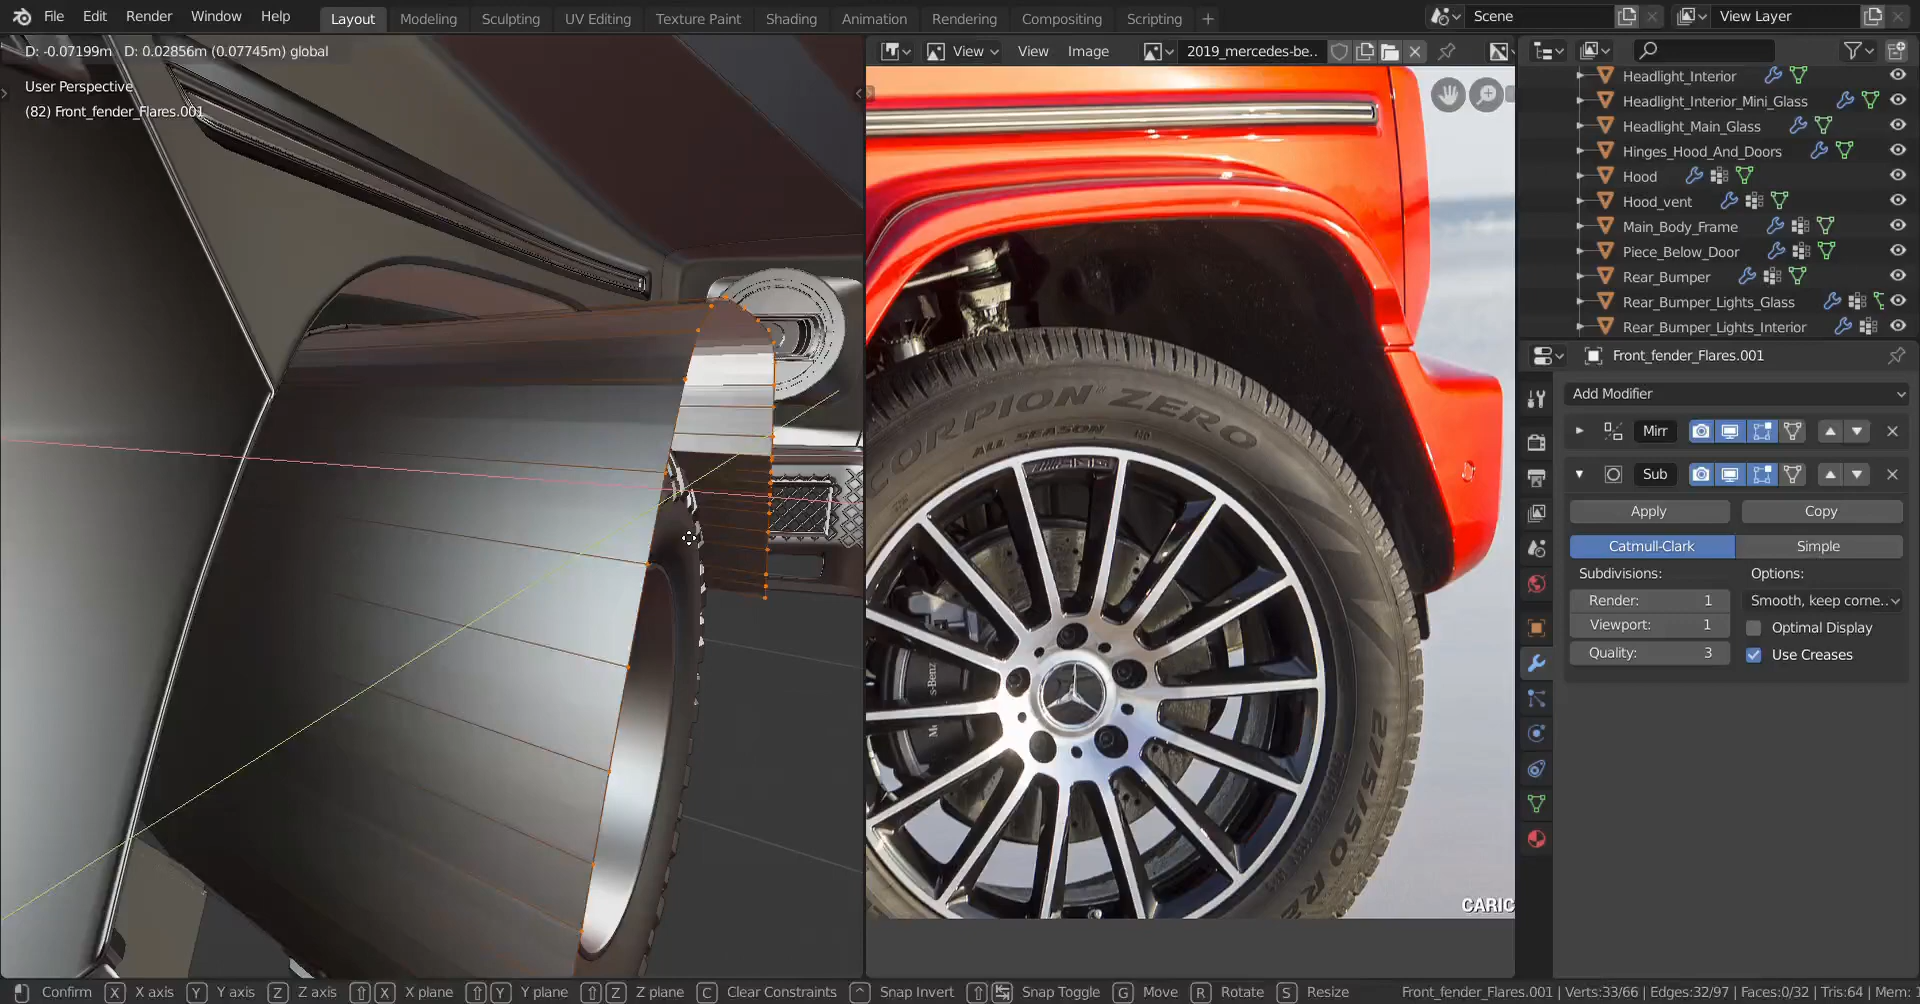 File Edit Render Window Help Layout Modeling Sculpting UV Editing Texture Paint Shading Animation Rendering Compositing Scripting + Scene View Layer
D: -0.07199m D: 0.02856m (0.07745m) global
User Perspective
(82) Front_fender_Flares.001
View View Image 2019_mercedes-be..
SCORPION ZERO
ALL SEASON
AMG
275/50 R
CARIC
Headlight_Interior
Headlight_Interior_Mini_Glass
Headlight_Main_Glass
Hinges_Hood_And_Doors
Hood
Hood_vent
Main_Body_Frame
Piece_Below_Door
Rear_Bumper
Rear_Bumper_Lights_Glass
Rear_Bumper_Lights_Interior
Front_fender_Flares.001
Add Modifier
Mirr
Sub
Apply Copy
Catmull-Clark Simple
Subdivisions: Options:
Render: 1 Smooth, keep corne..
Viewport: 1 Optimal Display
Quality: 3 Use Creases
Confirm X X axis Y Y axis Z Z axis X X plane Y Y plane Z Z plane C Clear Constraints ^ Snap Invert Snap Toggle G Move R Rotate S Resize Front_fender_Flares.001 | Verts:33/66 | Edges:32/97 | Faces:0/32 | Tris:64 | Mem: 1